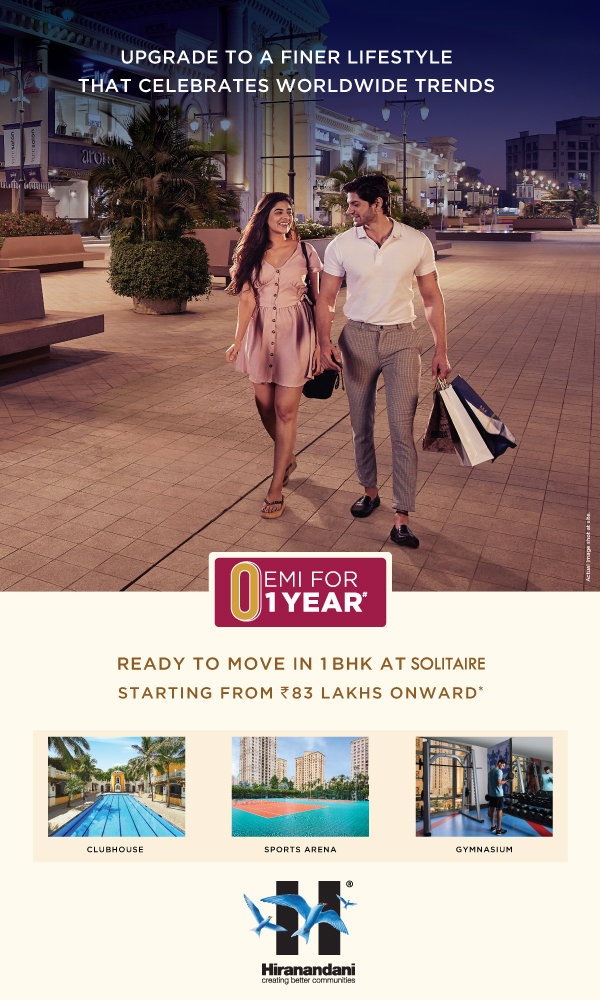 UPGRADE TO A FINER LIFESTYLE
THAT CELEBRATES WORLDWIDE TRENDS
salon
Actual image shot at site.
0 EMI FOR
1 YEAR#
READY TO MOVE IN 1 BHK AT SOLITAIRE
STARTING FROM ₹83 LAKHS ONWARD*
CLUBHOUSE
SPORTS ARENA
GYMNASIUM
H®
Hiranandani
creating better communities